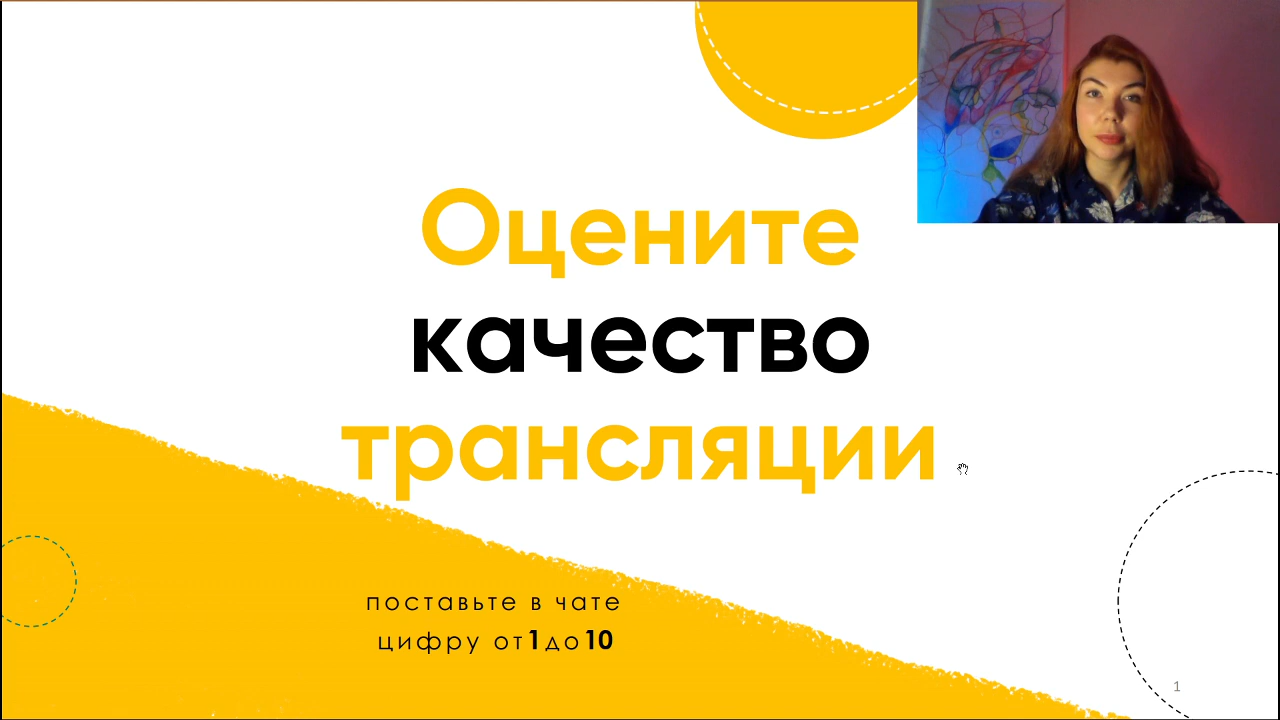 Оцените
качество
трансляции
поставьте в чате
цифру от 1 до 10
1